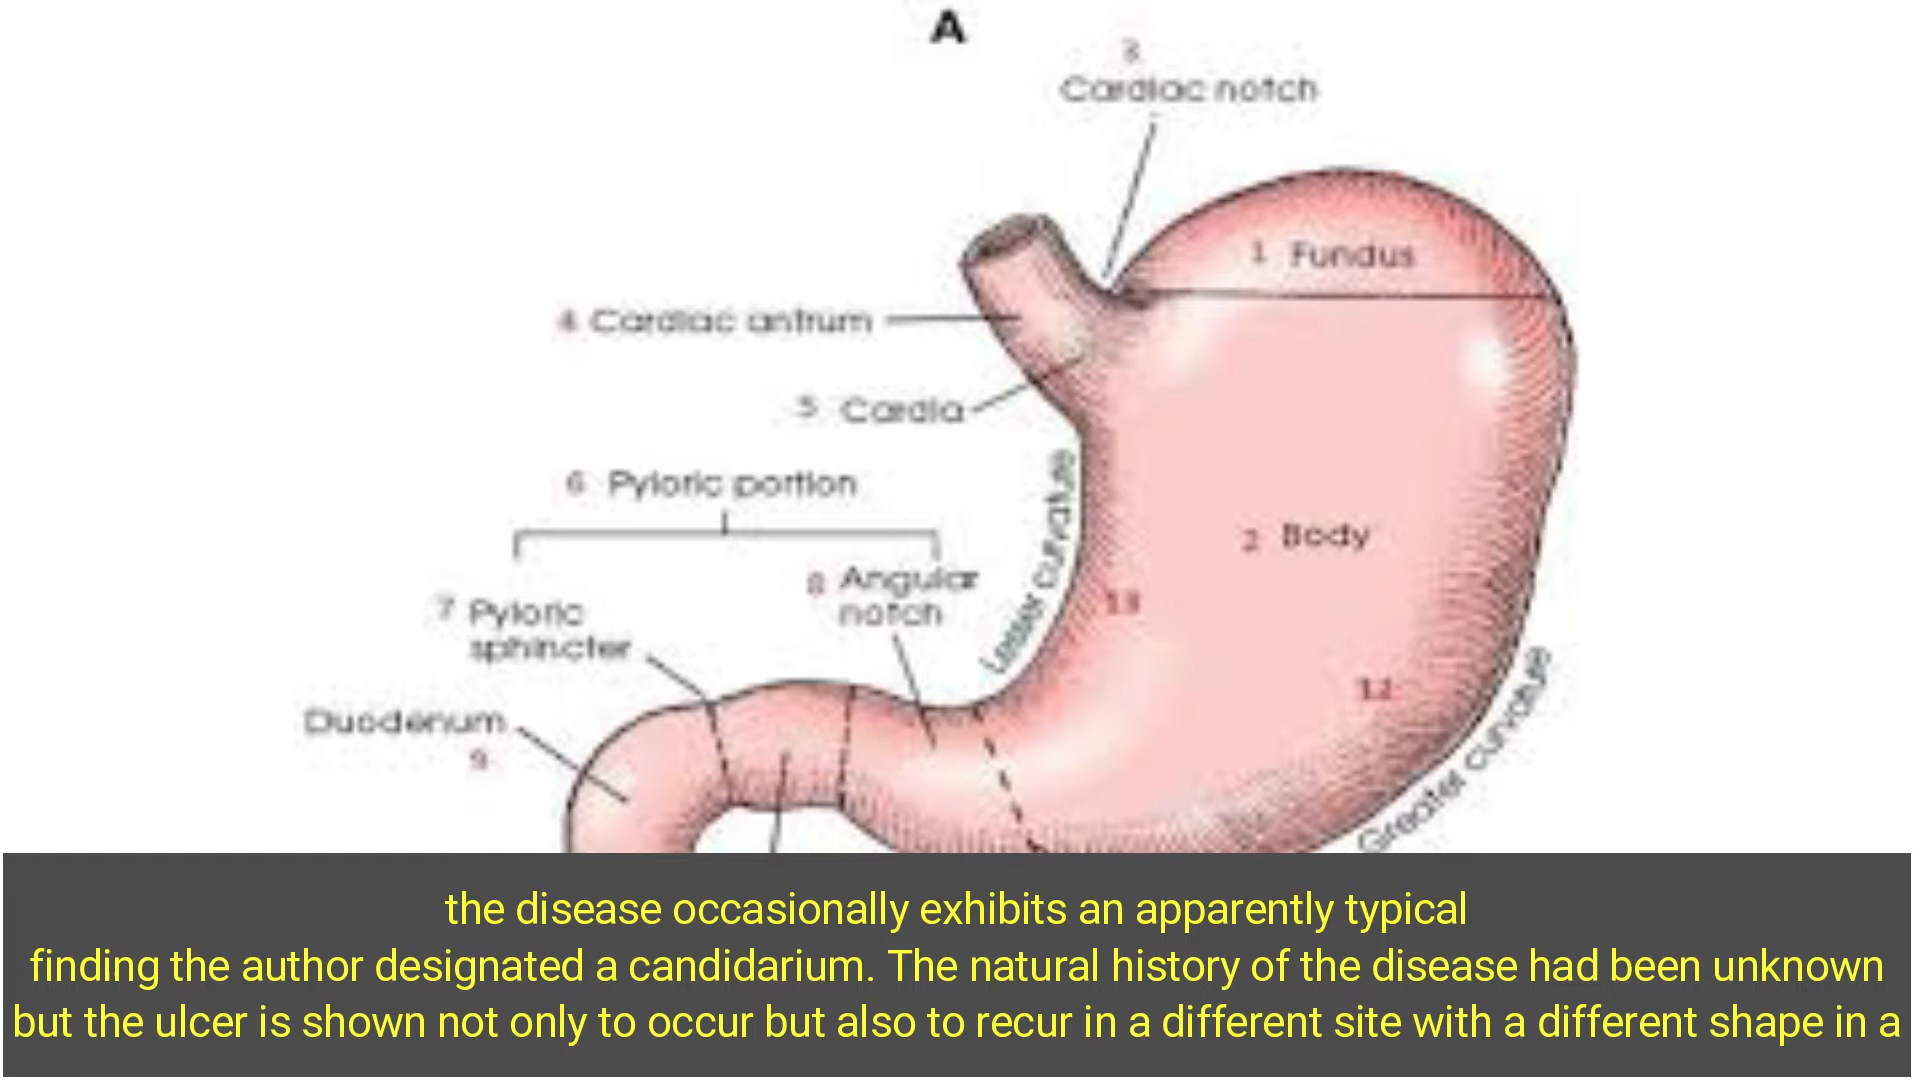 A
3
Cardiac notch
1 Fundus
4 Cardiac antrum
5 Cardia
6 Pyloric portion
Lesser curvature
2 Body
8 Angular
notch
7 Pyloric
sphincter
13
12
Duodenum
9
Greater curvature
the disease occasionally exhibits an apparently typical
finding the author designated a candidarium. The natural history of the disease had been unknown
but the ulcer is shown not only to occur but also to recur in a different site with a different shape in a